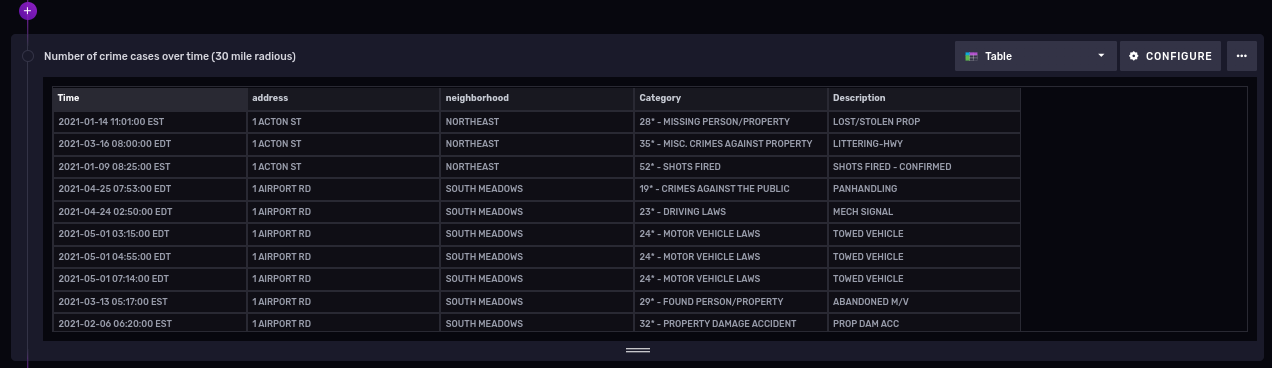 +
Number of crime cases over time (30 mile radious)
Table
CONFIGURE
Time address neighborhood Category Description
2021-01-14 11:01:00 EST 1 ACTON ST NORTHEAST 28* - MISSING PERSON/PROPERTY LOST/STOLEN PROP
2021-03-16 08:00:00 EDT 1 ACTON ST NORTHEAST 35* - MISC. CRIMES AGAINST PROPERTY LITTERING-HWY
2021-01-09 08:25:00 EST 1 ACTON ST NORTHEAST 52* - SHOTS FIRED SHOTS FIRED - CONFIRMED
2021-04-25 07:53:00 EDT 1 AIRPORT RD SOUTH MEADOWS 19* - CRIMES AGAINST THE PUBLIC PANHANDLING
2021-04-24 02:50:00 EDT 1 AIRPORT RD SOUTH MEADOWS 23* - DRIVING LAWS MECH SIGNAL
2021-05-01 03:15:00 EDT 1 AIRPORT RD SOUTH MEADOWS 24* - MOTOR VEHICLE LAWS TOWED VEHICLE
2021-05-01 04:55:00 EDT 1 AIRPORT RD SOUTH MEADOWS 24* - MOTOR VEHICLE LAWS TOWED VEHICLE
2021-05-01 07:14:00 EDT 1 AIRPORT RD SOUTH MEADOWS 24* - MOTOR VEHICLE LAWS TOWED VEHICLE
2021-03-13 05:17:00 EST 1 AIRPORT RD SOUTH MEADOWS 29* - FOUND PERSON/PROPERTY ABANDONED M/V
2021-02-06 06:20:00 EST 1 AIRPORT RD SOUTH MEADOWS 32* - PROPERTY DAMAGE ACCIDENT PROP DAM ACC